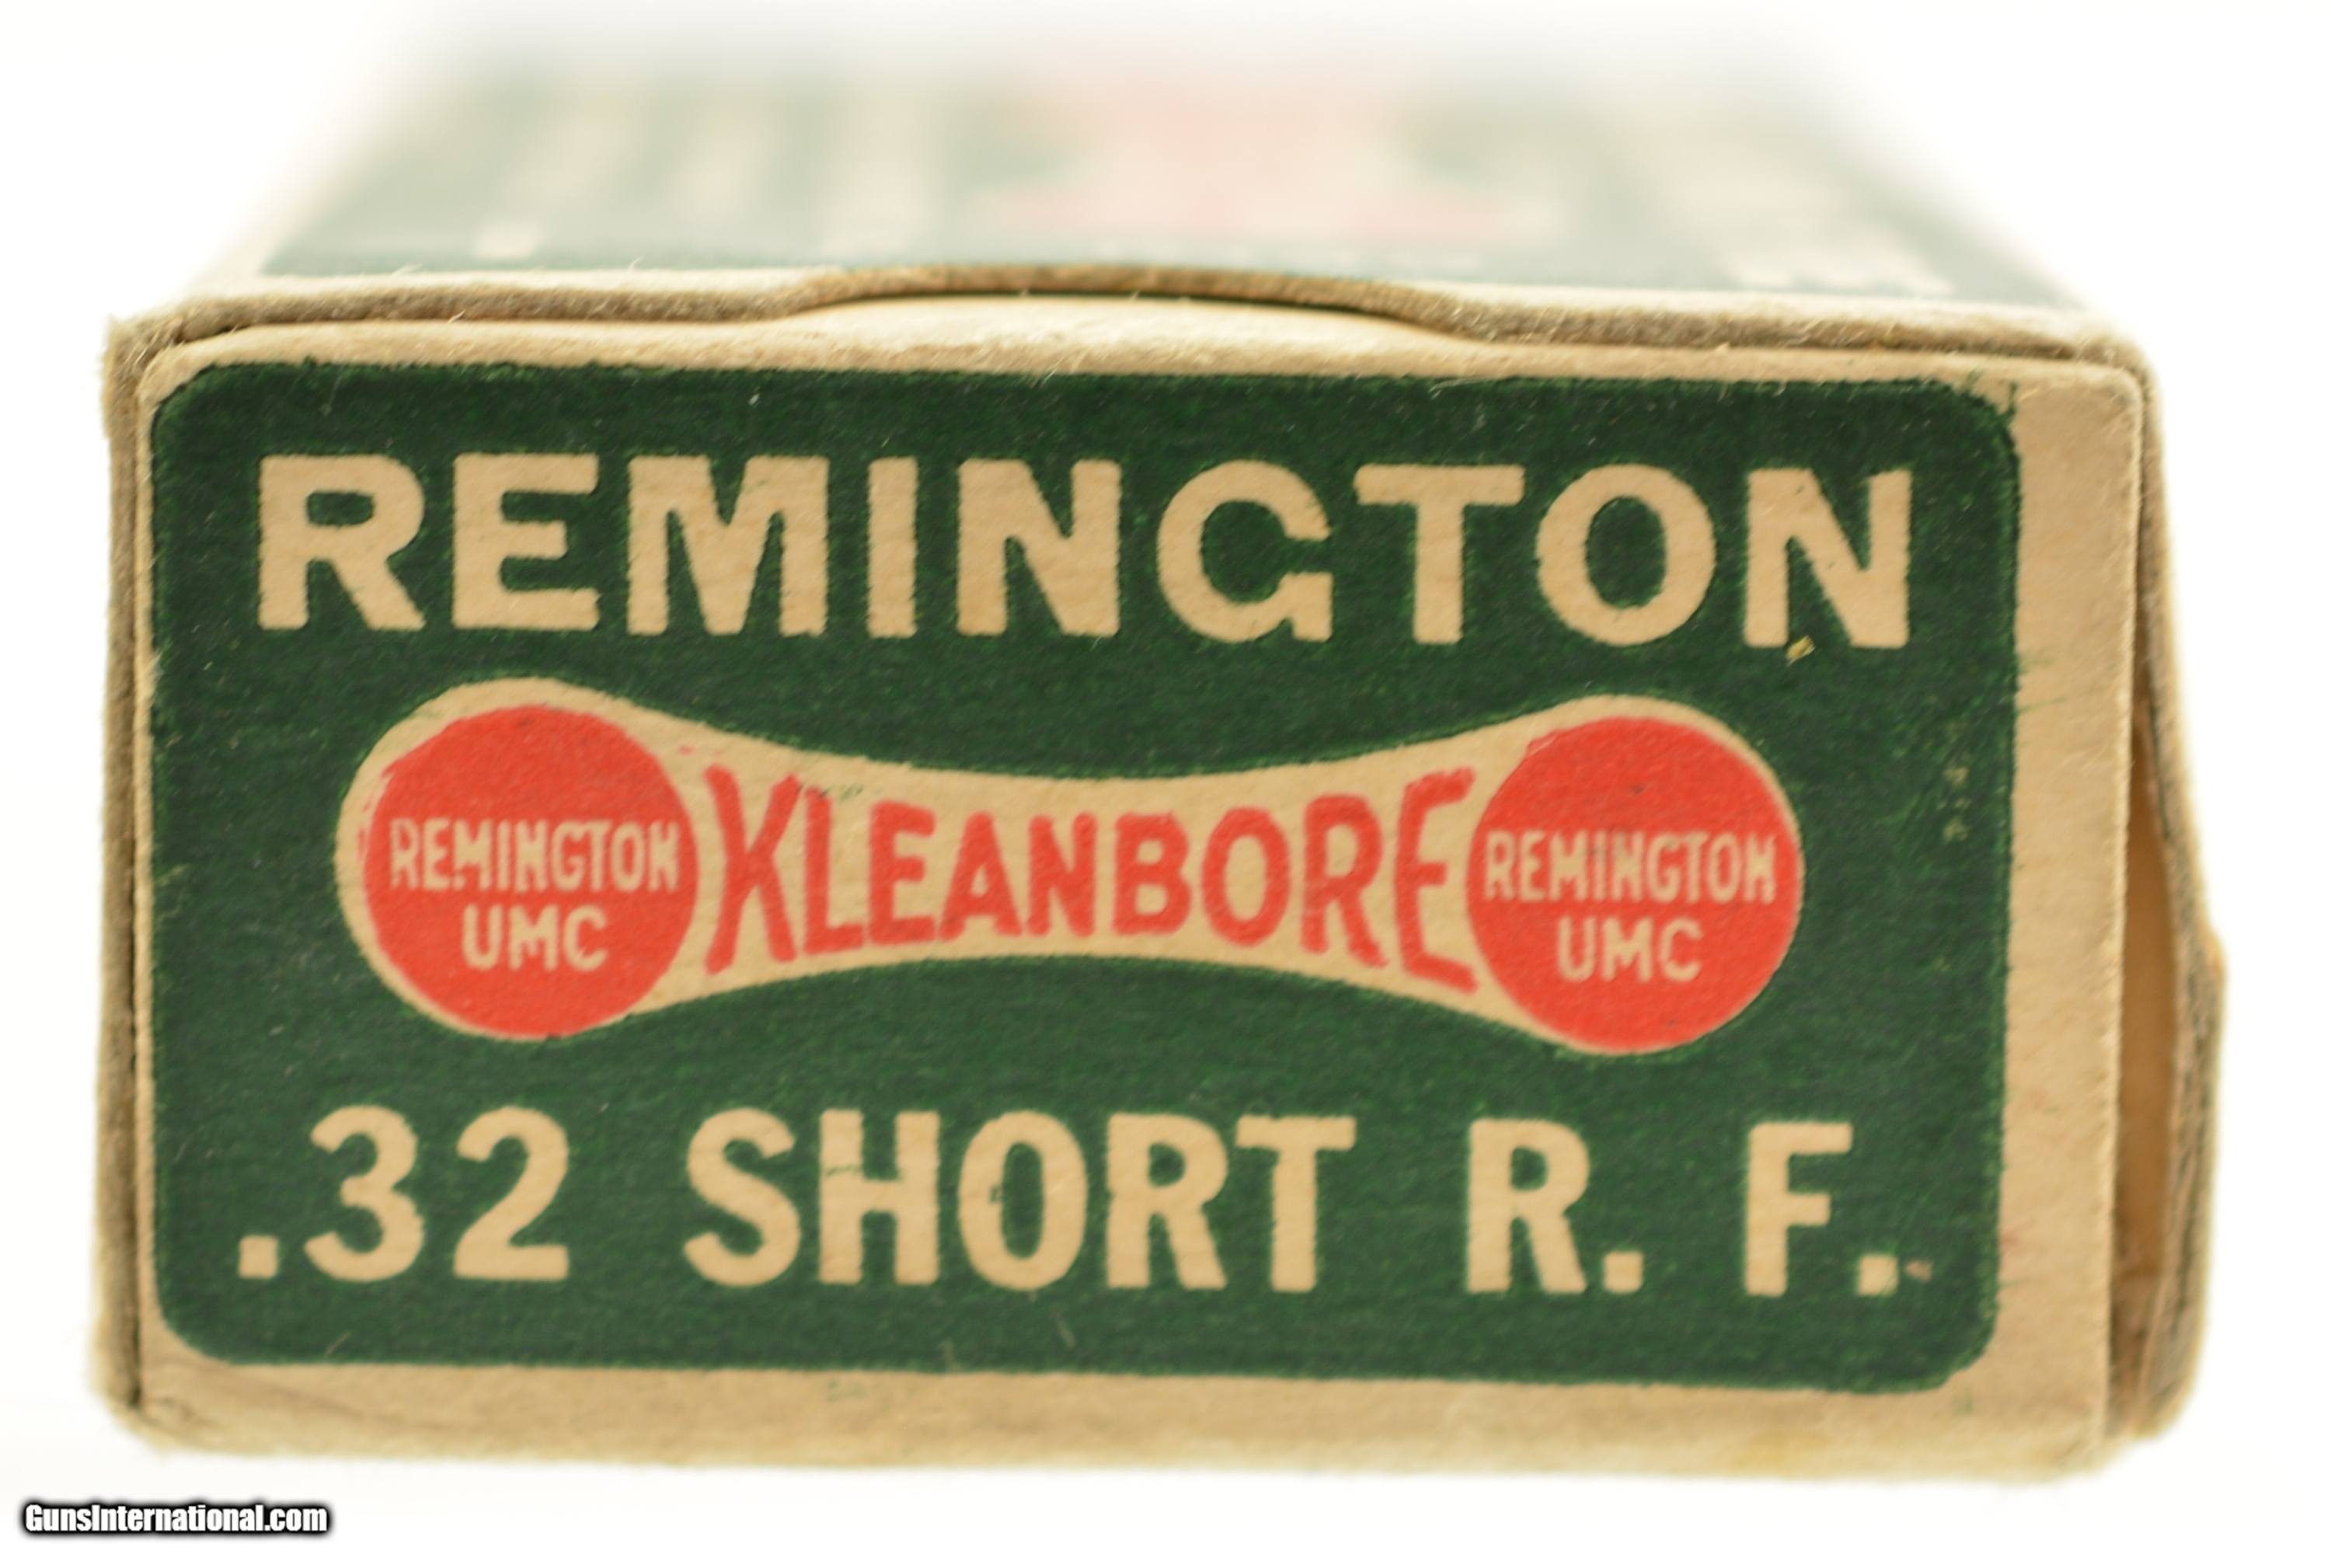 REMINGTON
REMINGTON UMC
KLEANBORE
REMINGTON UMC
.32 SHORT R. F.
GunsInternational.com